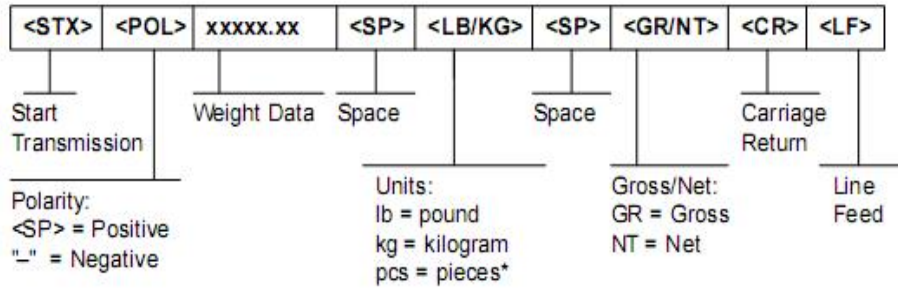 <STX> <POL> xxxxx.xx <SP> <LB/KG> <SP> <GR/NT> <CR> <LF>
Start
Transmission
Weight Data
Space
Space
Carriage
Return
Polarity:
<SP> = Positive
"–" = Negative
Units:
lb = pound
kg = kilogram
pcs = pieces*
Gross/Net:
GR = Gross
NT = Net
Line
Feed